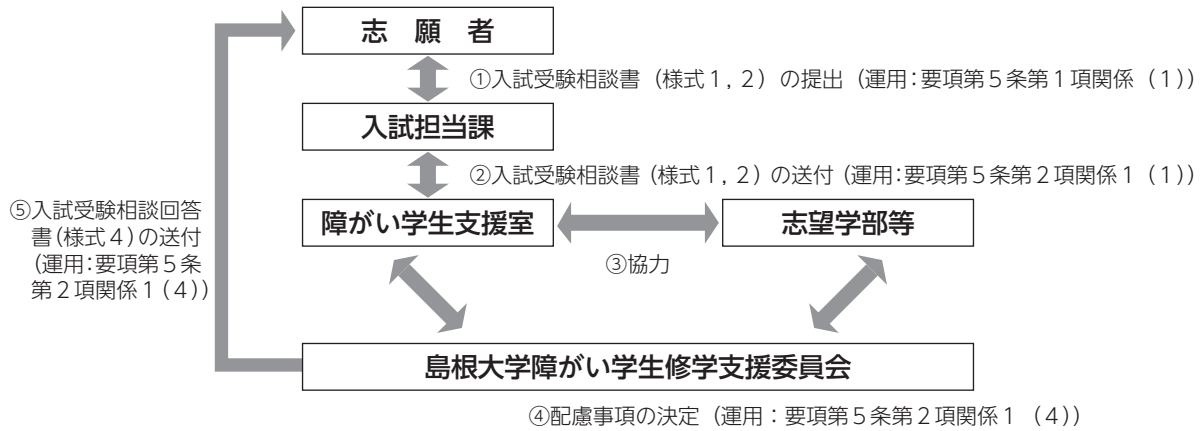 志　願　者
①入試受験相談書（様式１，２）の提出（運用：要項第５条第１項関係（１））
入試担当課
②入試受験相談書（様式１，２）の送付（運用：要項第５条第２項関係１（１））
⑤入試受験相談回答
書（様式４）の送付
（運用：要項第５条
第２項関係１（４））
障がい学生支援室
志望学部等
③協力
島根大学障がい学生修学支援委員会
④配慮事項の決定（運用：要項第５条第２項関係１（４））